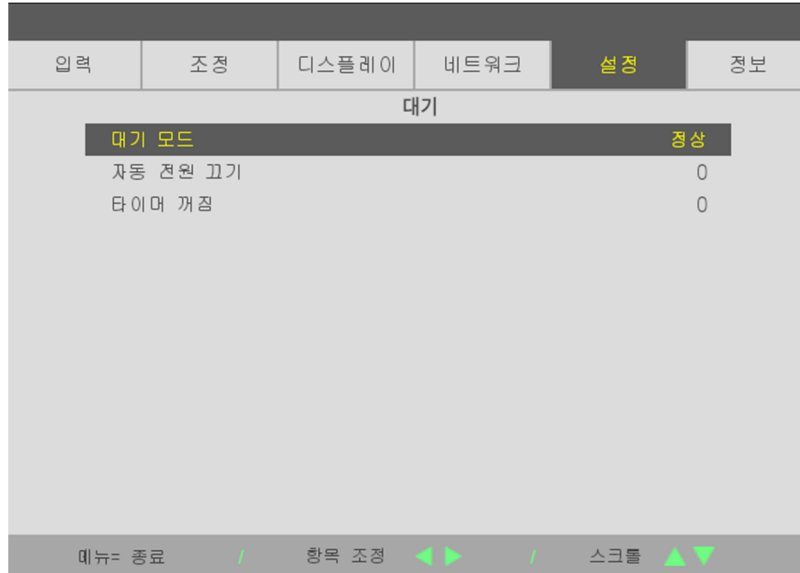 입력 조정 디스플레이 네트워크 설정 정보
대기
대기 모드 정상
자동 전원 끄기 0
타이머 꺼짐 0
메뉴= 종료 / 항목 조정 ◀ ▶ / 스크롤 ▲ ▼